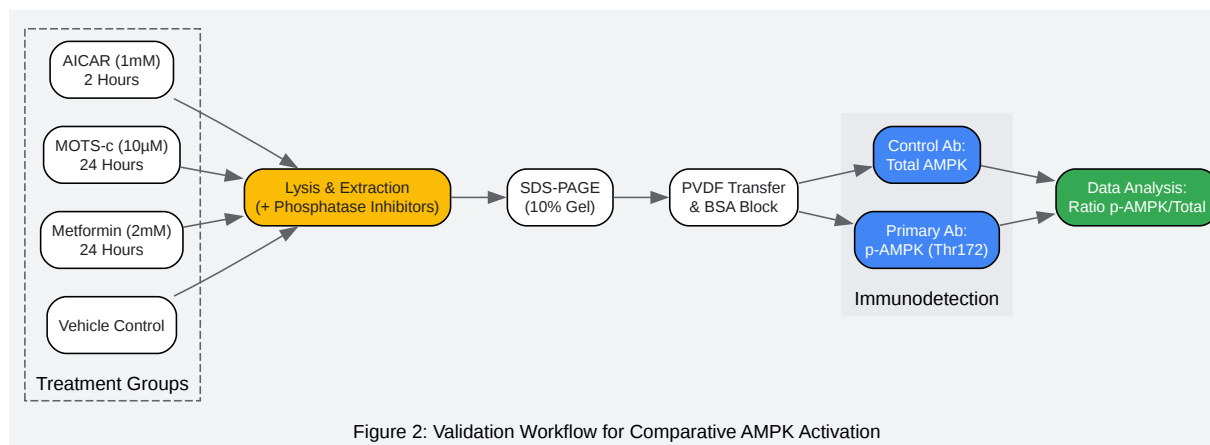 AICAR (1mM)
2 Hours
MOTS-c (10µM)
24 Hours
Metformin (2mM)
24 Hours
Vehicle Control
Treatment Groups
Lysis & Extraction
(+ Phosphatase Inhibitors)
SDS-PAGE
(10% Gel)
PVDF Transfer
& BSA Block
Control Ab:
Total AMPK
Primary Ab:
p-AMPK (Thr172)
Immunodetection
Data Analysis:
Ratio p-AMPK/Total
Figure 2: Validation Workflow for Comparative AMPK Activation